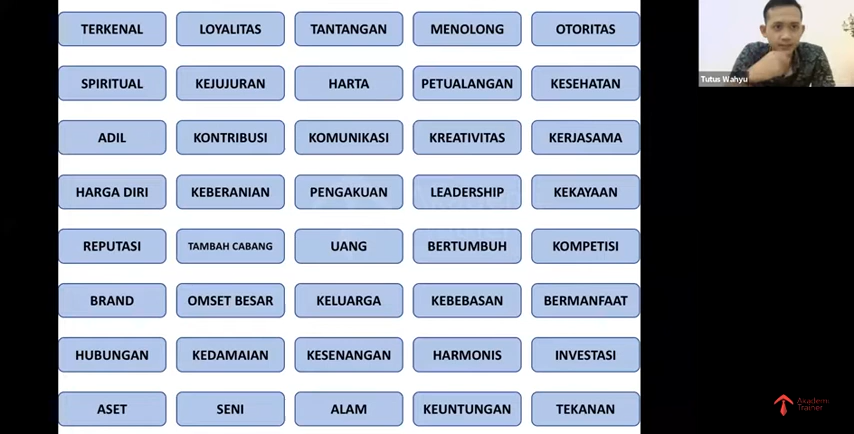 TERKENAL
LOYALITAS
TANTANGAN
MENOLONG
OTORITAS
SPIRITUAL
KEJUJURAN
HARTA
PETUALANGAN
KESEHATAN
ADIL
KONTRIBUSI
KOMUNIKASI
KREATIVITAS
KERJASAMA
HARGA DIRI
KEBERANIAN
PENGAKUAN
LEADERSHIP
KEKAYAAN
REPUTASI
TAMBAH CABANG
UANG
BERTUMBUH
KOMPETISI
BRAND
OMSET BESAR
KELUARGA
KEBEBASAN
BERMANFAAT
HUBUNGAN
KEDAMAIAN
KESENANGAN
HARMONIS
INVESTASI
ASET
SENI
ALAM
KEUNTUNGAN
TEKANAN
Tutus Wahyu
Akademi
Trainer